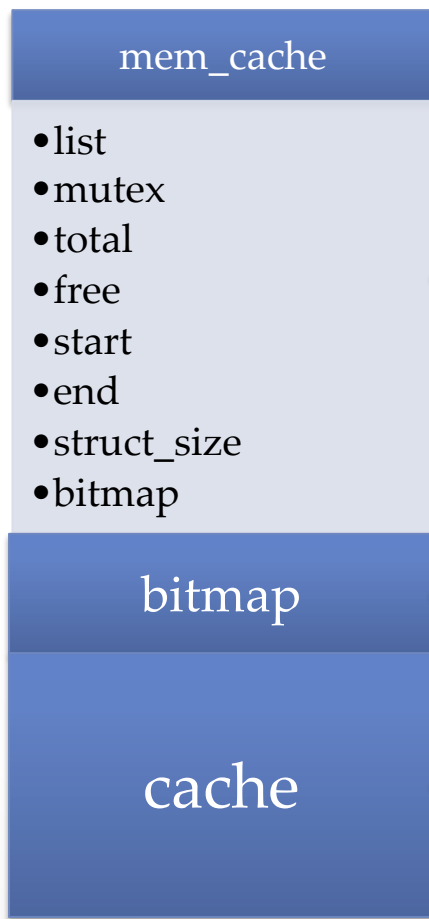 mem_cache
•list
•mutex
•total
•free
•start
•end
•struct_size
•bitmap
bitmap
cache